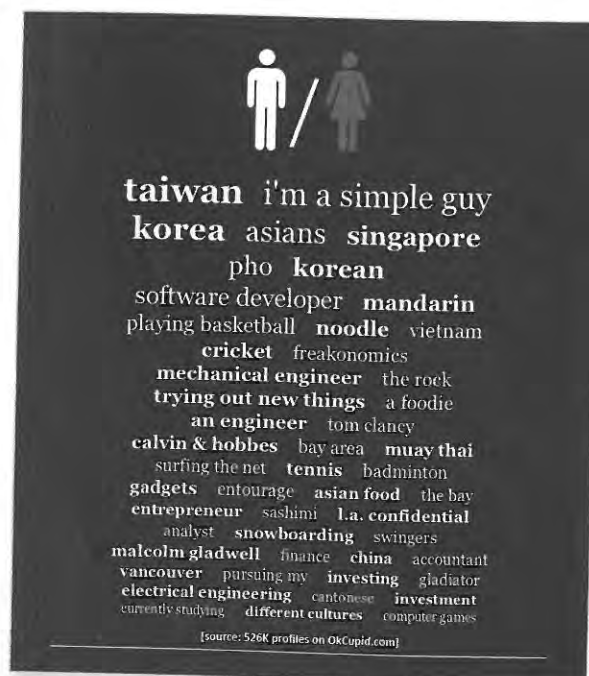 taiwan i'm a simple guy
korea asians singapore
pho korean
software developer mandarin
playing basketball noodle vietnam
cricket freakonomics
mechanical engineer the rock
trying out new things a foodie
an engineer tom clancy
calvin & hobbes bay area muay thai
surfing the net tennis badminton
gadgets entourage asian food the bay
entrepreneur sashimi l.a. confidential
analyst snowboarding swingers
malcolm gladwell finance china accountant
vancouver pursuing my investing gladiator
electrical engineering cantonese investment
currently studying different cultures computer games
[source: 526K profiles on OkCupid.com]